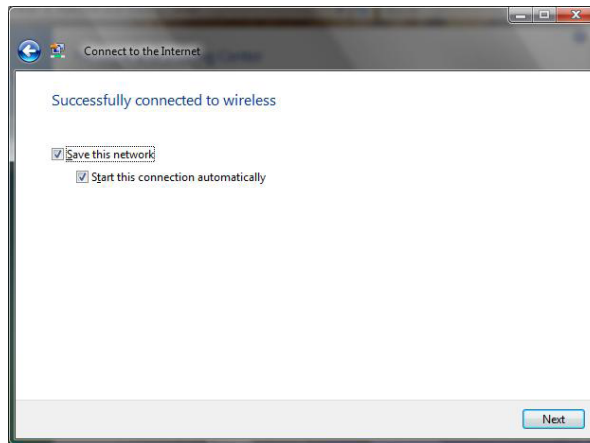 Connect to the Internet
Successfully connected to wireless
Save this network
Start this connection automatically
Next